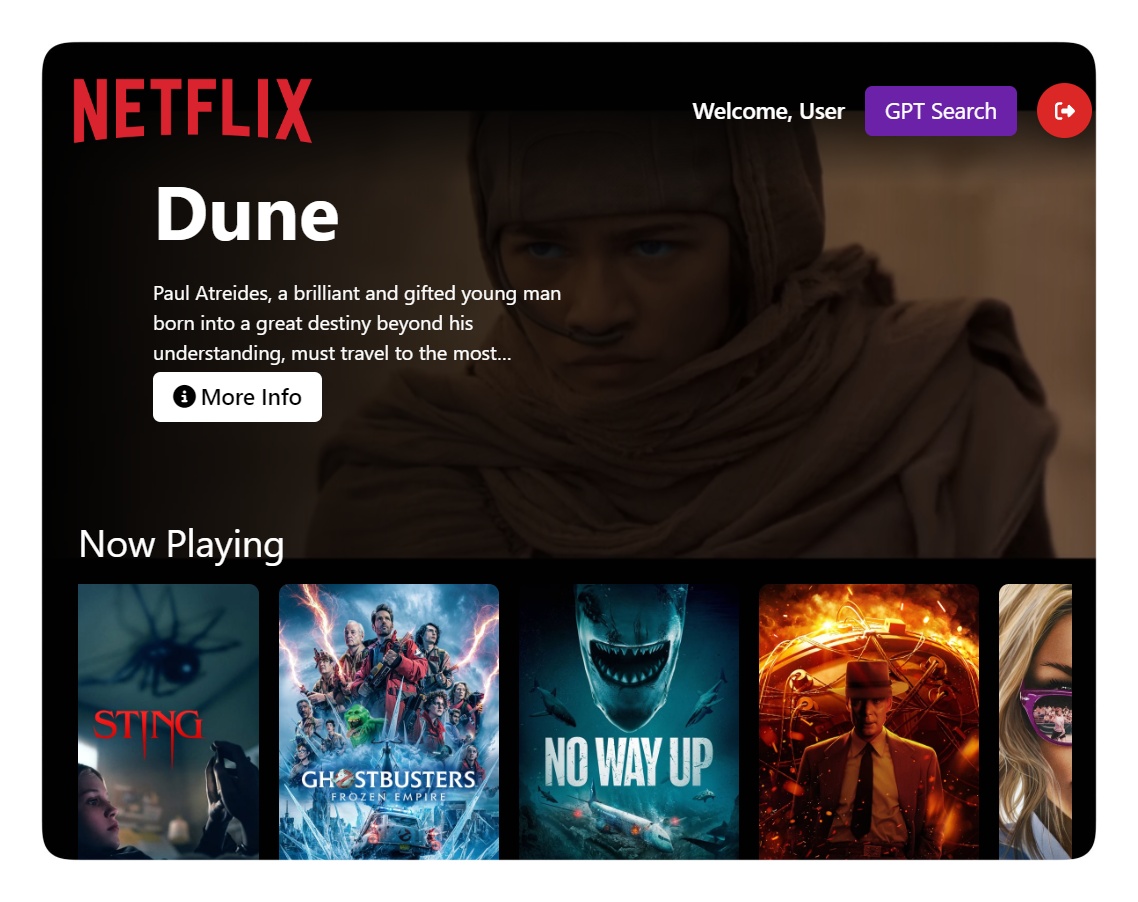 NETFLIX
Welcome, User
GPT Search
Dune
Paul Atreides, a brilliant and gifted young man
born into a great destiny beyond his
understanding, must travel to the most...
More Info
Now Playing
STING
GHOSTBUSTERS
FROZEN EMPIRE
NO WAY UP